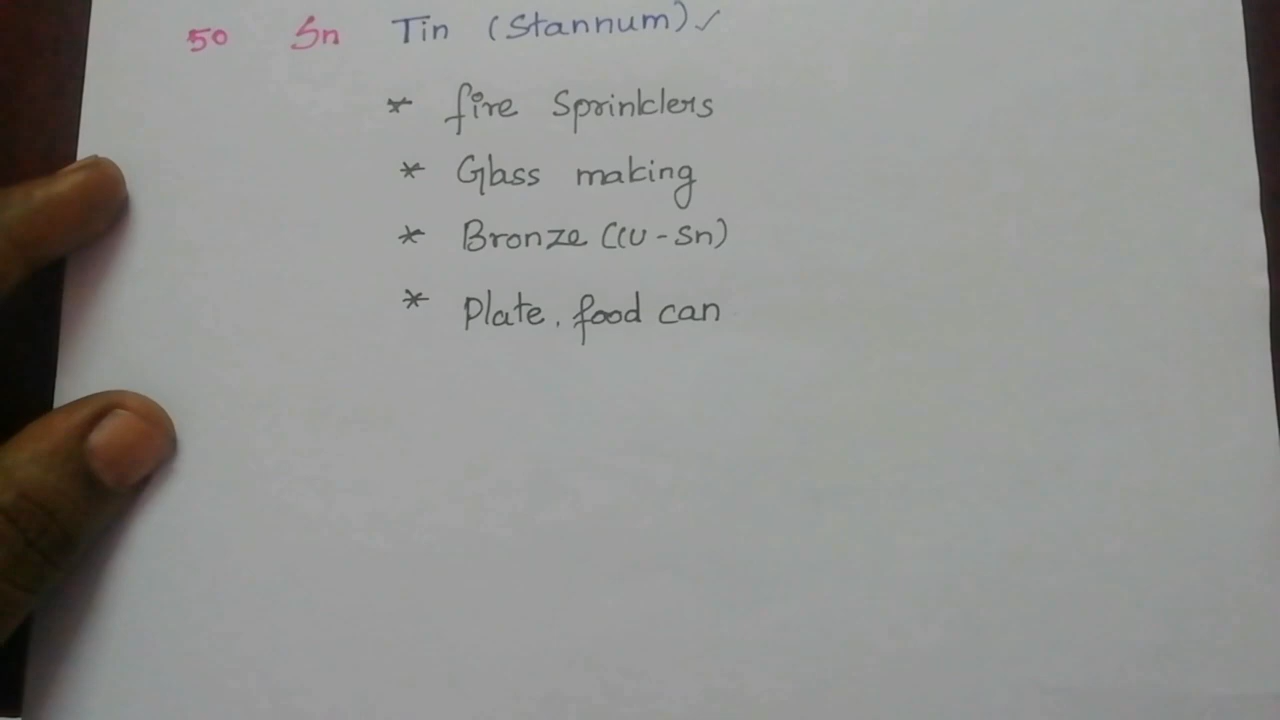 50 Sn Tin (Stannum) ✓
* fire Sprinklers
* Glass making
* Bronze (Cu-Sn)
* Plate, food can